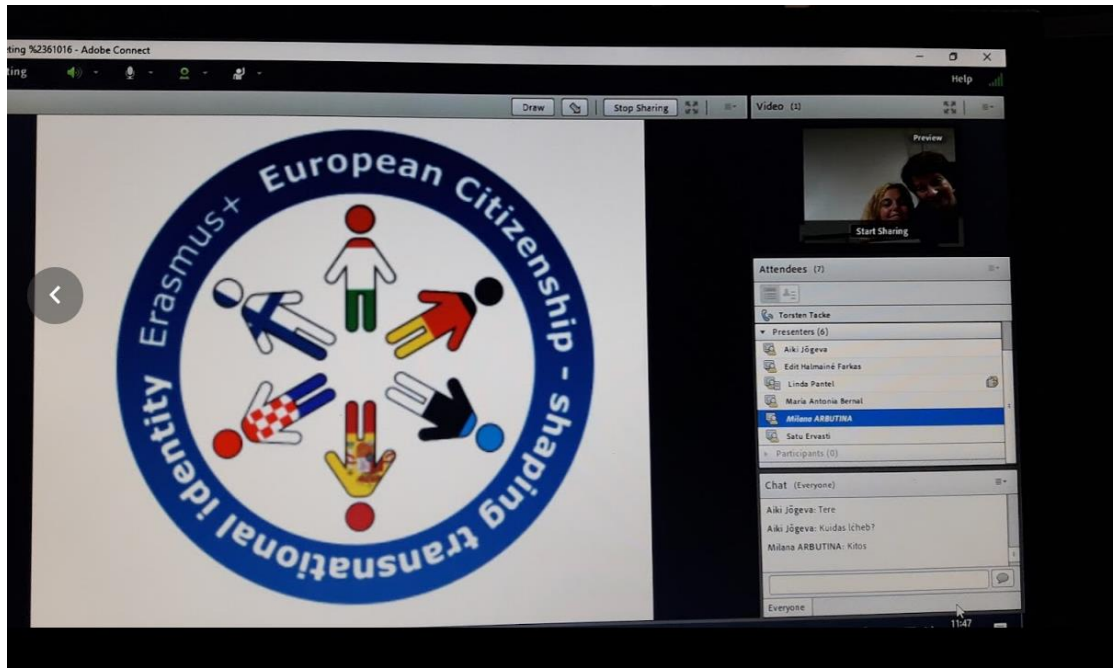 ting %2361016 - Adobe Connect
ting
Help
Draw
Stop Sharing
Video (1)
Erasmus+ European Citizenship - shaping transnational identity
Preview
Start Sharing
Attendees (7)
Torsten Tacke
Presenters (6)
Aiki Jõgeva
Edit Halmainé Farkas
Linda Pantel
Maria Antonia Bernal
Milana ARBUTINA
Satu Ervasti
Participants (0)
Chat (Everyone)
Aiki Jõgeva: Tere
Aiki Jõgeva: Kuidas läheb?
Milana ARBUTINA: Kitos
Everyone
11:47